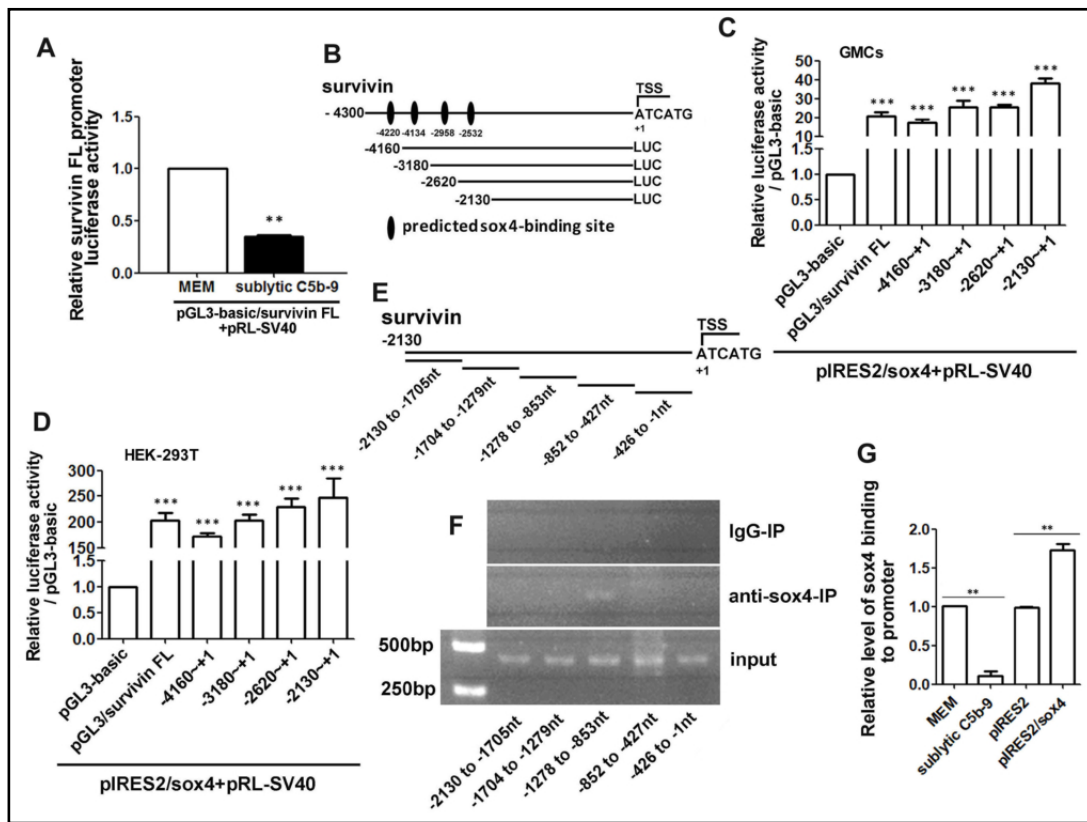 A
Relative survivin FL promoter
luciferase activity
1.5
1.0
0.5
0.0
**
MEM
sublytic C5b-9
pGL3-basic/survivin FL
+pRL-SV40
B
survivin
- 4300
-4220 -4134 -2958 -2532
TSS
ATCATG
+1
-4160 LUC
-3180 LUC
-2620 LUC
-2130 LUC
predicted sox4-binding site
C
GMCs
Relative luciferase activity
/ pGL3-basic
50
40
30
20
10
1.5
1.0
0.5
0.0
*** *** *** *** ***
pGL3-basic
pGL3/survivin FL
-4160~+1
-3180~+1
-2620~+1
-2130~+1
pIRES2/sox4+pRL-SV40
D
HEK-293T
Relative luciferase activity
/ pGL3-basic
300
250
200
150
100
1.5
1.0
0.5
0.0
*** *** *** *** ***
pGL3-basic
pGL3/survivin FL
-4160~+1
-3180~+1
-2620~+1
-2130~+1
pIRES2/sox4+pRL-SV40
E
survivin
-2130
TSS
ATCATG
+1
-2130 to -1705nt
-1704 to -1279nt
-1278 to -853nt
-852 to -427nt
-426 to -1nt
F
IgG-IP
anti-sox4-IP
input
500bp
250bp
-2130 to -1705nt
-1704 to -1279nt
-1278 to -853nt
-852 to -427nt
-426 to -1nt
G
Relative level of sox4 binding
to promoter
2.0
1.5
1.0
0.5
0.0
**
**
MEM
sublytic C5b-9
pIRES2
pIRES2/sox4